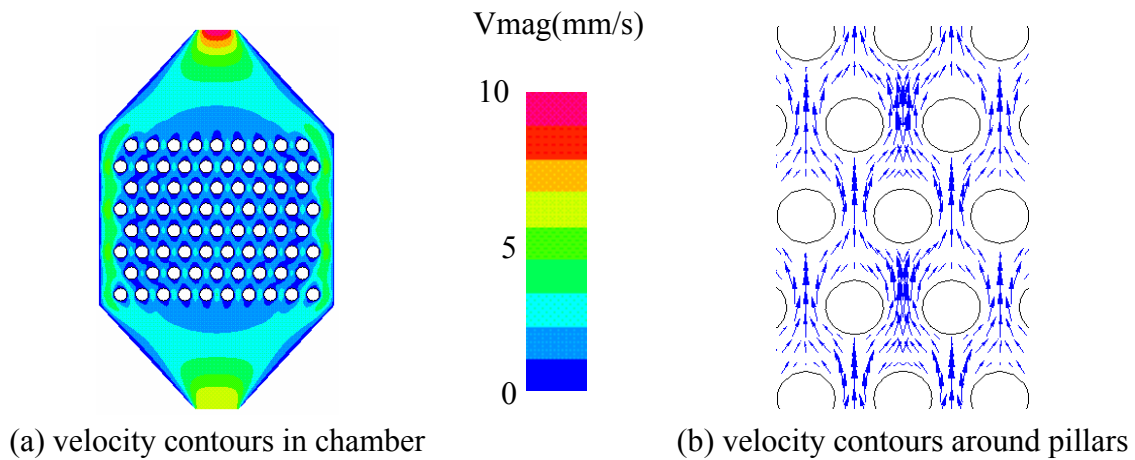 Vmag(mm/s)
10
5
0
(a) velocity contours in chamber
(b) velocity contours around pillars